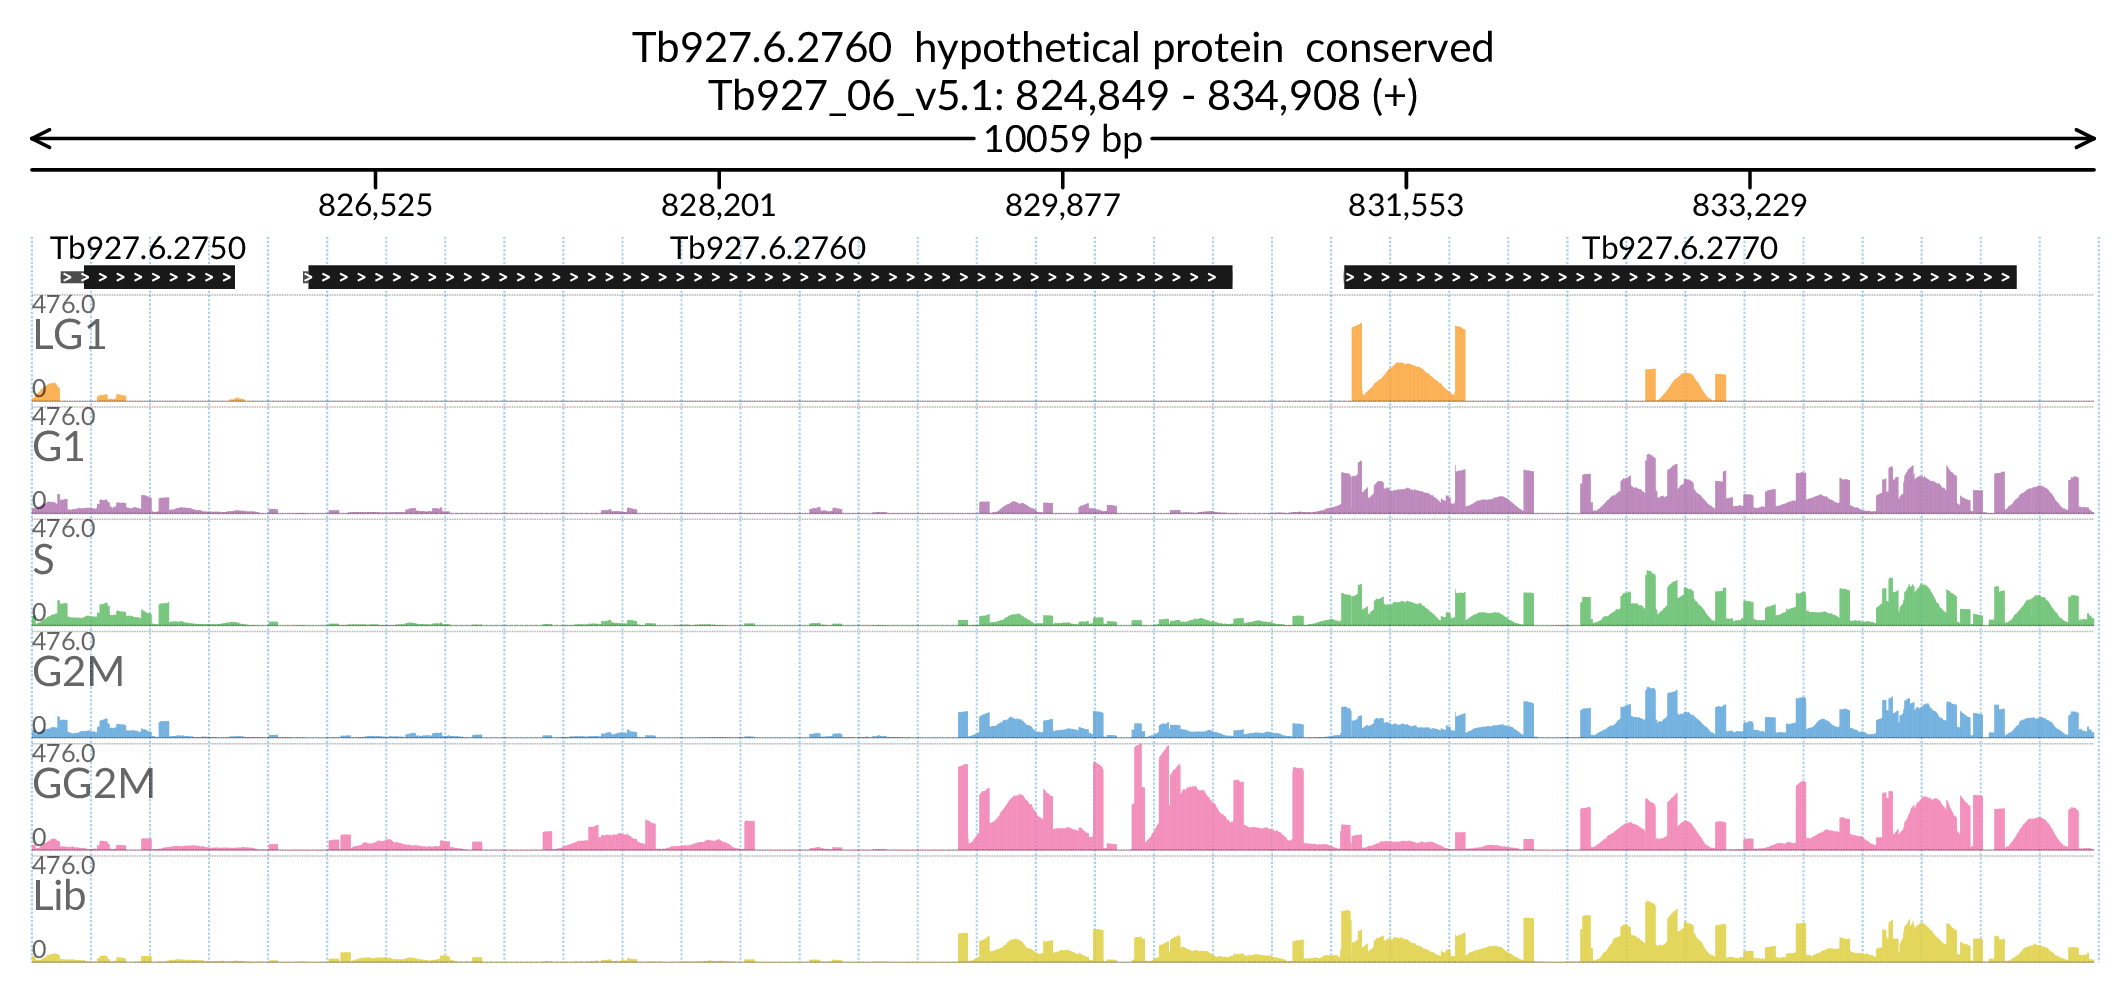 Tb927.6.2760 hypothetical protein conserved
Tb927_06_v5.1: 824,849 - 834,908 (+)
10059 bp
826,525 828,201 829,877 831,553 833,229
Tb927.6.2750 Tb927.6.2760 Tb927.6.2770
476.0
LG1
0
476.0
G1
0
476.0
S
0
476.0
G2M
0
476.0
GG2M
0
476.0
Lib
0